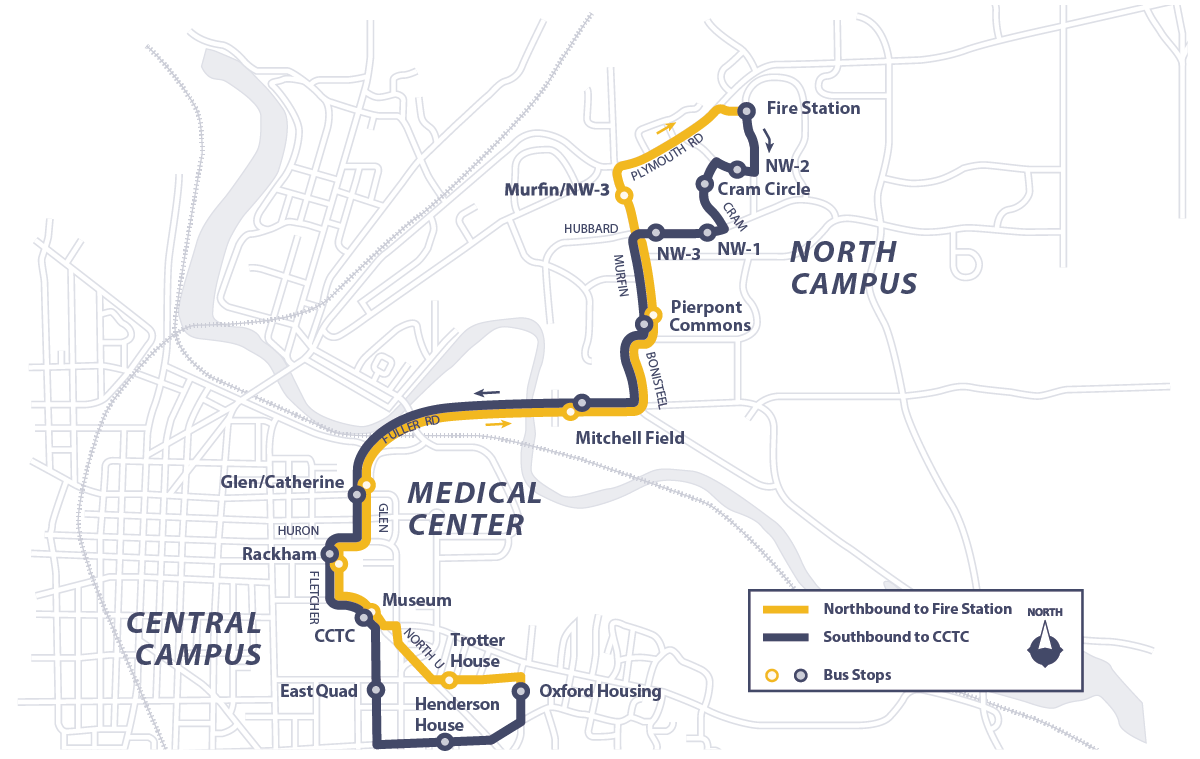 Fire Station
PLYMOUTH RD
NW-2
Murfin/NW-3
Cram Circle
CRAM
HUBBARD
NW-3
NW-1
NORTH
CAMPUS
MURFIN
Pierpont
Commons
BONISTEEL
Mitchell Field
FULLER RD
Glen/Catherine
MEDICAL
CENTER
GLEN
HURON
Rackham
FLETCHER
Museum
CENTRAL
CAMPUS
CCTC
NORTH U
Trotter
House
East Quad
Oxford Housing
Henderson
House
Northbound to Fire Station
Southbound to CCTC
Bus Stops
NORTH